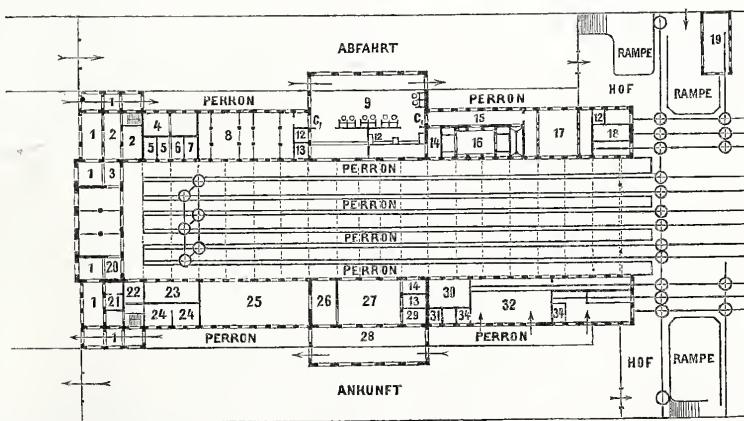 ABFAHRT
RAMPE
19
HOF
RAMPE
1 PERRON 9 PERRON
1 2 2 4 8 C, C, 15 17 12
5 5 6 7 12 12 14 16 18
13
PERRON
1 3
PERRON
PERRON
1 20
PERRON
1 21 22 23 25 26 27 14 30 32
24 24 13
29 31 34 34
1 PERRON 28 PERRON
HOF RAMPE
ANKUNFT